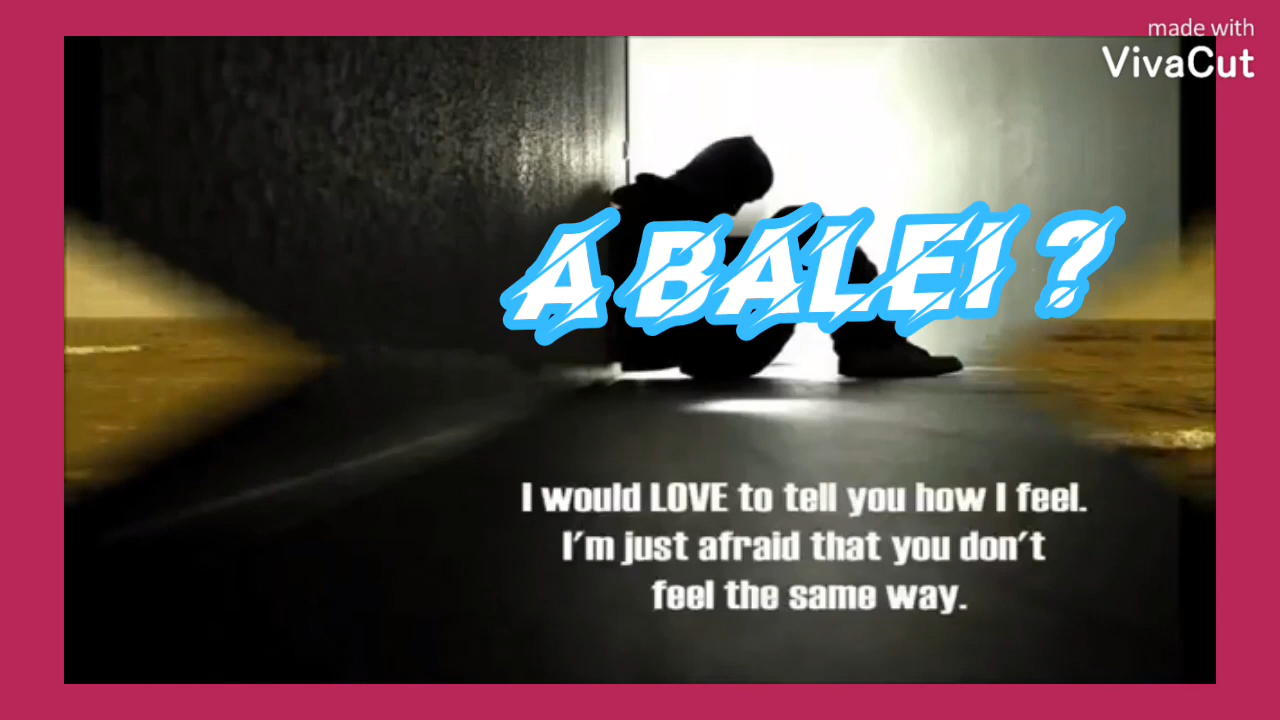 made with
VivaCut
A BALEI ?
I would LOVE to tell you how I feel.
I'm just afraid that you don't
feel the same way.